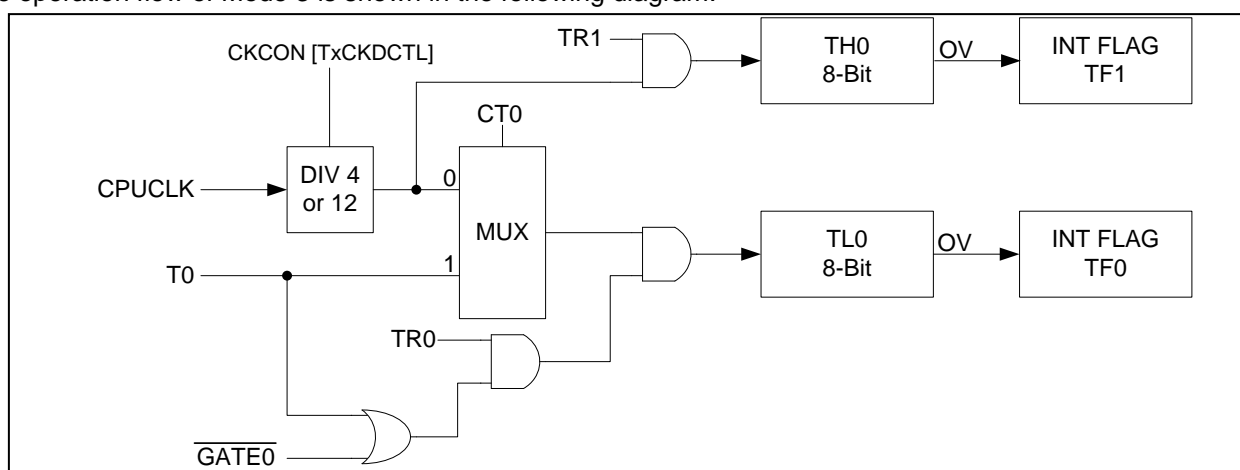 operation flow of Mode 3 is shown in the following diagram.
TR1
CKCON [TxCKDCTL]
TH0
8-Bit
OV
INT FLAG
TF1
CT0
CPUCLK
DIV 4
or 12
0
MUX
TL0
8-Bit
OV
INT FLAG
TF0
T0
1
TR0
GATE0